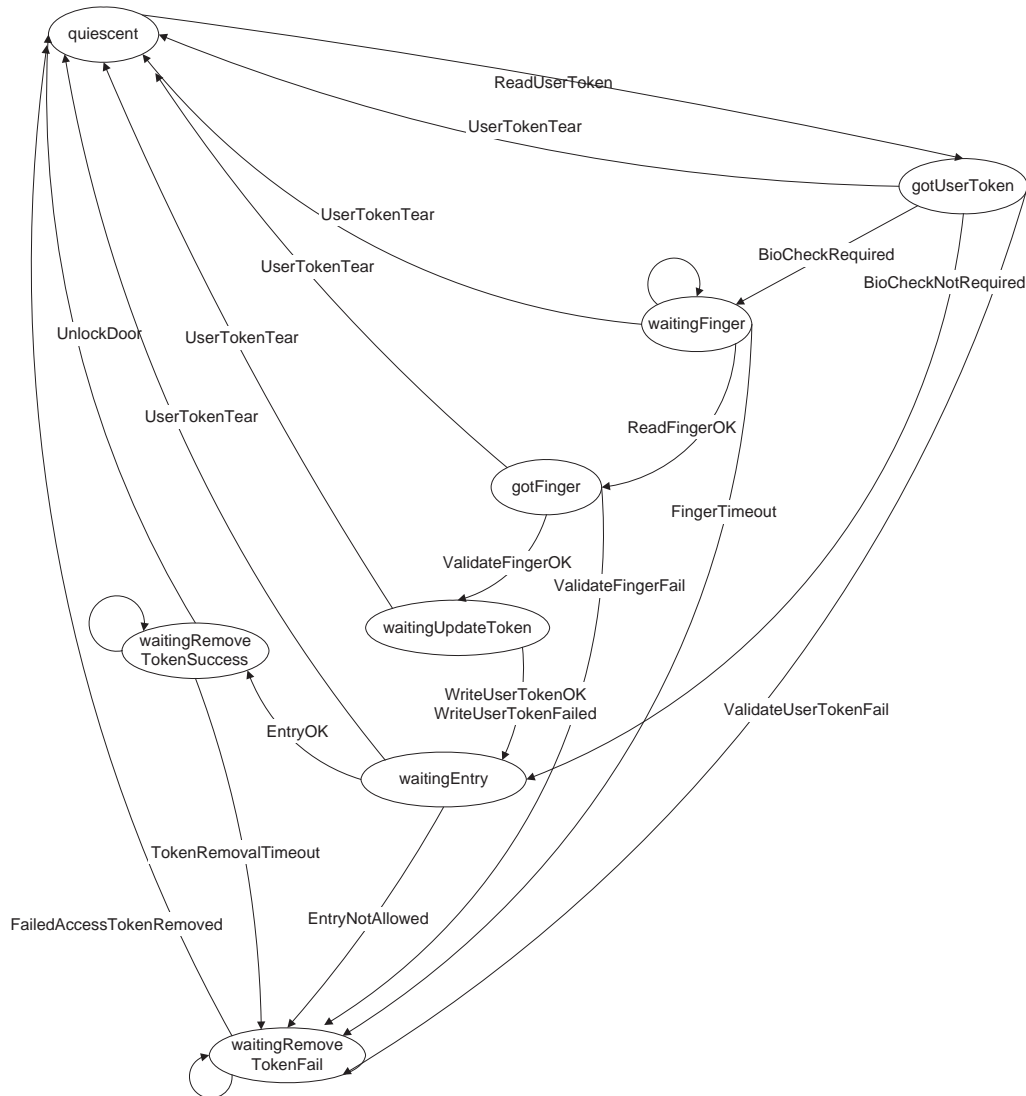 quiescent
ReadUserToken
UserTokenTear
gotUserToken
UserTokenTear
BioCheckRequired
UserTokenTear
BioCheckNotRequired
waitingFinger
UnlockDoor
UserTokenTear
UserTokenTear
ReadFingerOK
gotFinger
FingerTimeout
ValidateFingerOK
ValidateFingerFail
waitingUpdateToken
waitingRemove
TokenSuccess
WriteUserTokenOK
WriteUserTokenFailed
ValidateUserTokenFail
EntryOK
waitingEntry
TokenRemovalTimeout
FailedAccessTokenRemoved
EntryNotAllowed
waitingRemove
TokenFail